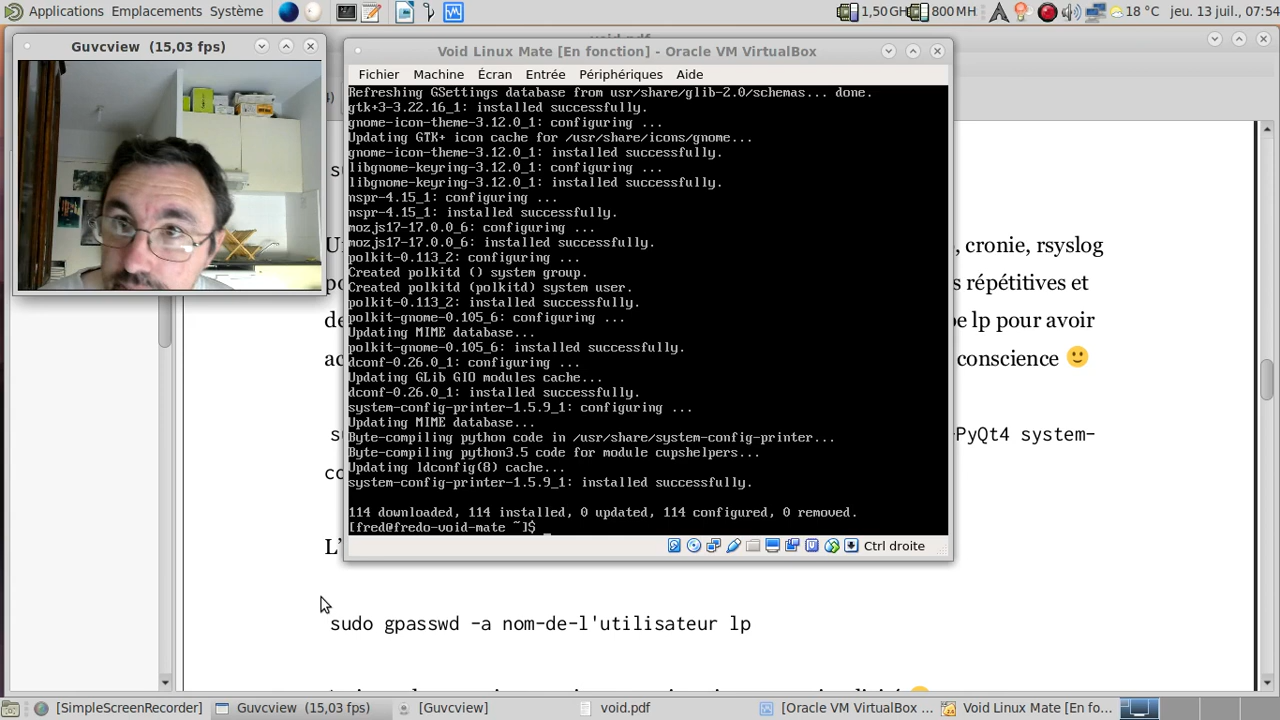 Applications Emplacements Système 1,50 GH 800 MH 18 °C jeu. 13 juil., 07:54
Guvcview (15,03 fps)
Void Linux Mate [En fonction] - Oracle VM VirtualBox
Fichier Machine Écran Entrée Périphériques Aide
Refreshing GSettings database from usr/share/glib-2.0/schemas... done.
gtk+3-3.22.16_1: installed successfully.
gnome-icon-theme-3.12.0_1: configuring ...
Updating GTK+ icon cache for /usr/share/icons/gnome...
gnome-icon-theme-3.12.0_1: installed successfully.
libgnome-keyring-3.12.0_1: configuring ...
libgnome-keyring-3.12.0_1: installed successfully.
nspr-4.15_1: configuring ...
nspr-4.15_1: installed successfully.
mozjs17-17.0.0_6: configuring ...
mozjs17-17.0.0_6: installed successfully.
polkit-0.113_2: configuring ...
Created polkitd () system group.
Created polkitd (polkitd) system user.
polkit-0.113_2: installed successfully.
polkit-gnome-0.105_6: configuring ...
Updating MIME database...
polkit-gnome-0.105_6: installed successfully.
dconf-0.26.0_1: configuring ...
Updating GLib GIO modules cache...
dconf-0.26.0_1: installed successfully.
system-config-printer-1.5.9_1: configuring ...
Updating MIME database...
Byte-compiling python code in /usr/share/system-config-printer...
Byte-compiling python3.5 code for module cupshelpers...
Updating ldconfig(8) cache...
system-config-printer-1.5.9_1: installed successfully.
114 downloaded, 114 installed, 0 updated, 114 configured, 0 removed.
[fred@fredo-void-mate ~]$
Ctrl droite
, cronie, rsyslog
s répétitives et
lp pour avoir
conscience 🙂
PyQt4 system-
L'
sudo gpasswd -a nom-de-l'utilisateur lp
[SimpleScreenRecorder] Guvcview (15,03 fps) [Guvcview] void.pdf [Oracle VM VirtualBox ... Void Linux Mate [En fo...